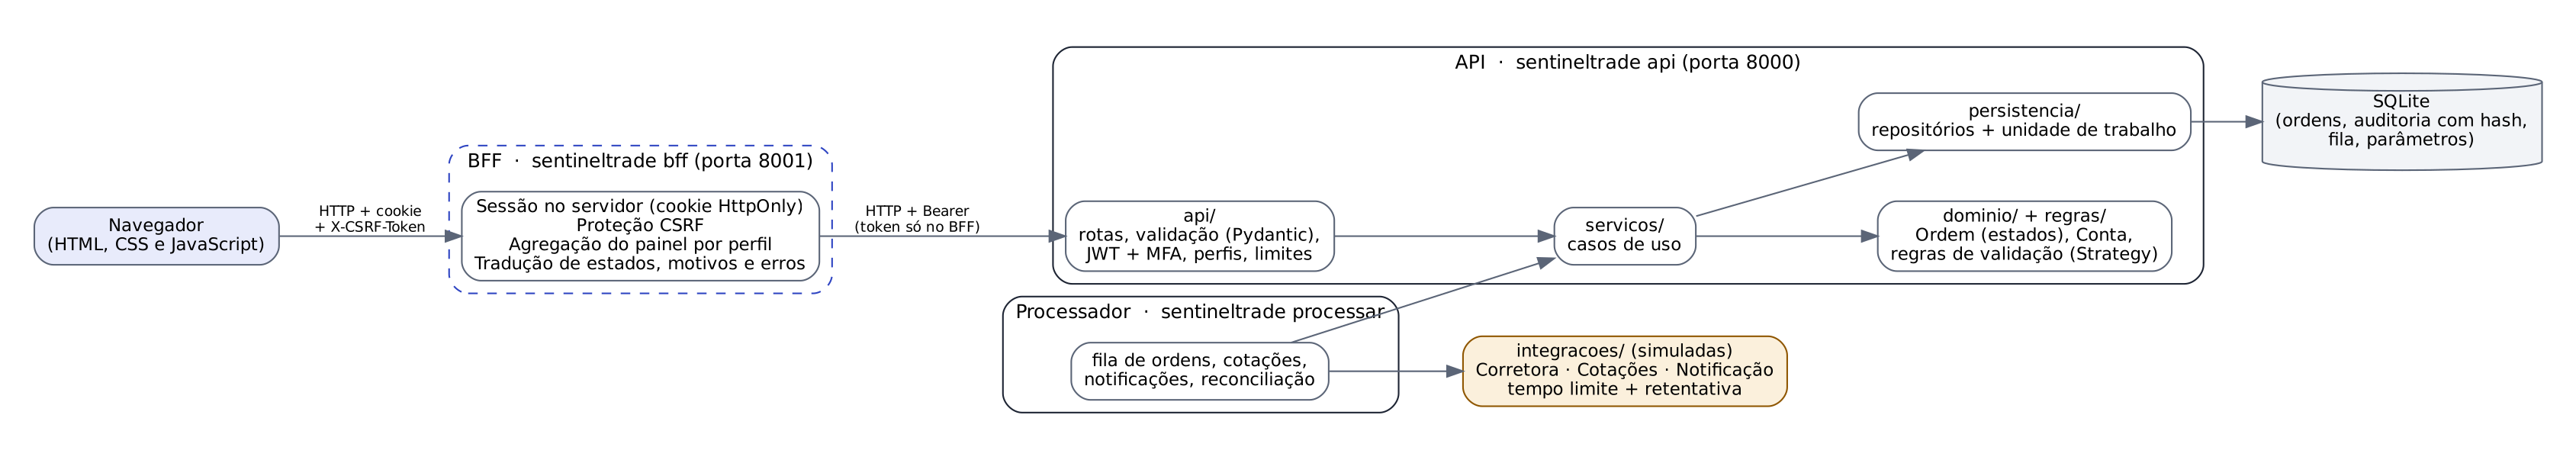 Navegador
(HTML, CSS e JavaScript)
HTTP + cookie
+ X-CSRF-Token
BFF · sentineltrade bff (porta 8001)
Sessão no servidor (cookie HttpOnly)
Proteção CSRF
Agregação do painel por perfil
Tradução de estados, motivos e erros
HTTP + Bearer
(token só no BFF)
API · sentineltrade api (porta 8000)
api/
rotas, validação (Pydantic),
JWT + MFA, perfis, limites
servicos/
casos de uso
persistencia/
repositórios + unidade de trabalho
dominio/ + regras/
Ordem (estados), Conta,
regras de validação (Strategy)
SQLite
(ordens, auditoria com hash,
fila, parâmetros)
Processador · sentineltrade processar
fila de ordens, cotações,
notificações, reconciliação
integracoes/ (simuladas)
Corretora · Cotações · Notificação
tempo limite + retentativa